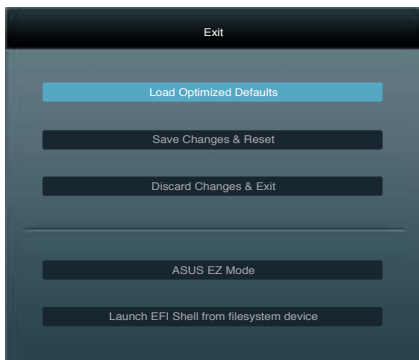 Exit
Load Optimized Defaults
Save Changes & Reset
Discard Changes & Exit
ASUS EZ Mode
Launch EFI Shell from filesystem device